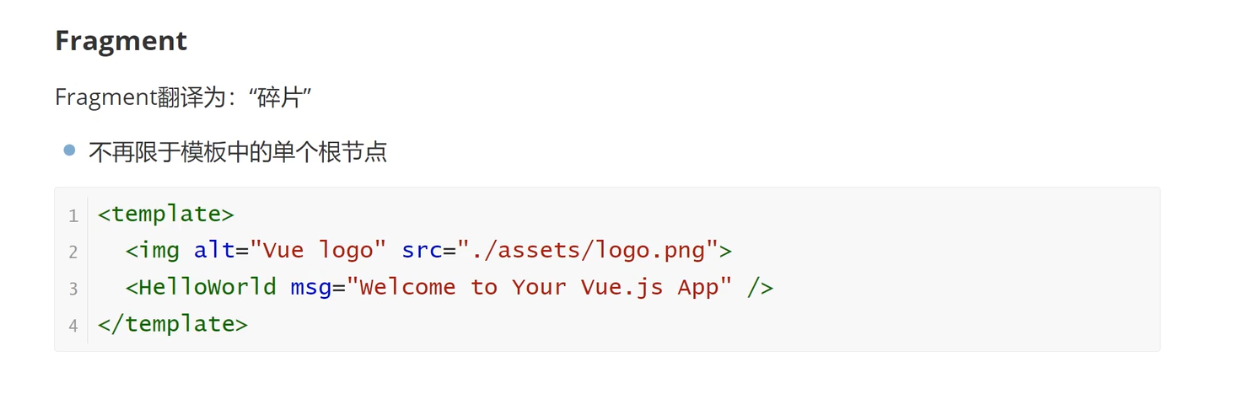 Fragment
Fragment翻译为：“碎片”
不再限于模板中的单个根节点
1 <template>
2   <img alt="Vue logo" src="./assets/logo.png">
3   <HelloWorld msg="Welcome to Your Vue.js App" />
4 </template>